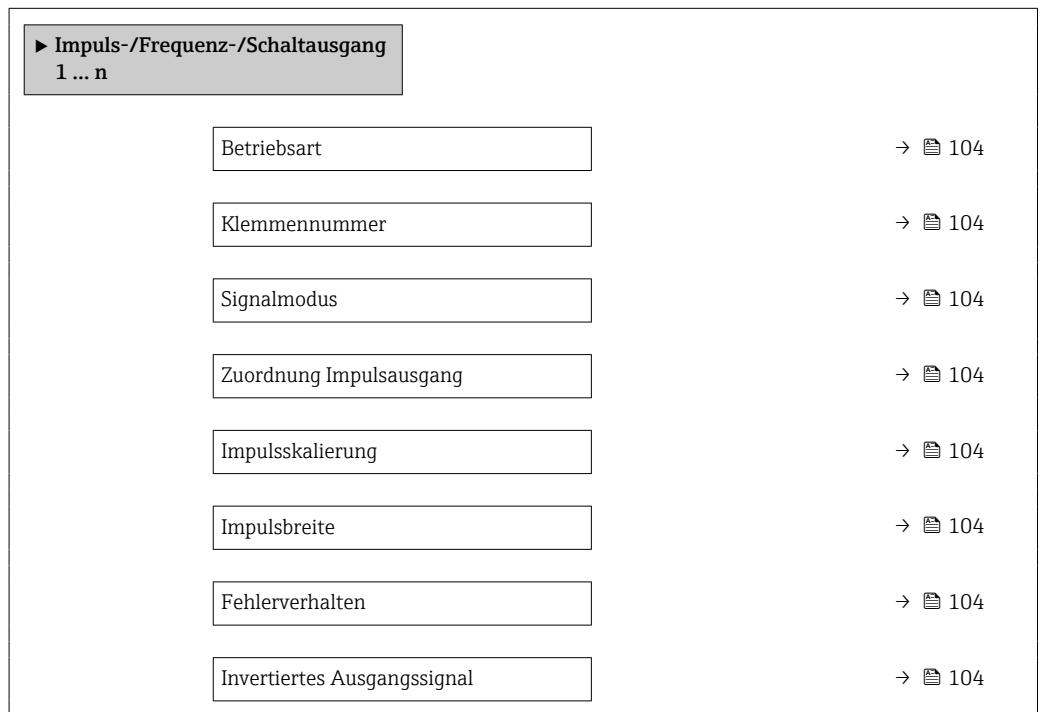 ▶ Impuls-/Frequenz-/Schaltausgang
1 … n
Betriebsart → 104
Klemmennummer → 104
Signalmodus → 104
Zuordnung Impulsausgang → 104
Impulsskalierung → 104
Impulsbreite → 104
Fehlerverhalten → 104
Invertiertes Ausgangssignal → 104